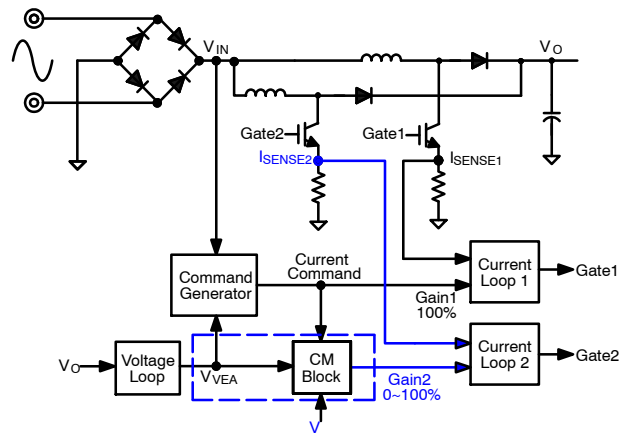 VIN
VO
Gate2
Gate1
ISENSE2
ISENSE1
Command
Generator
Current
Command
Current
Loop 1
Gate1
Gain1
100%
VO
Voltage
Loop
VVEA
CM
Block
Gain2
0~100%
Current
Loop 2
Gate2
V